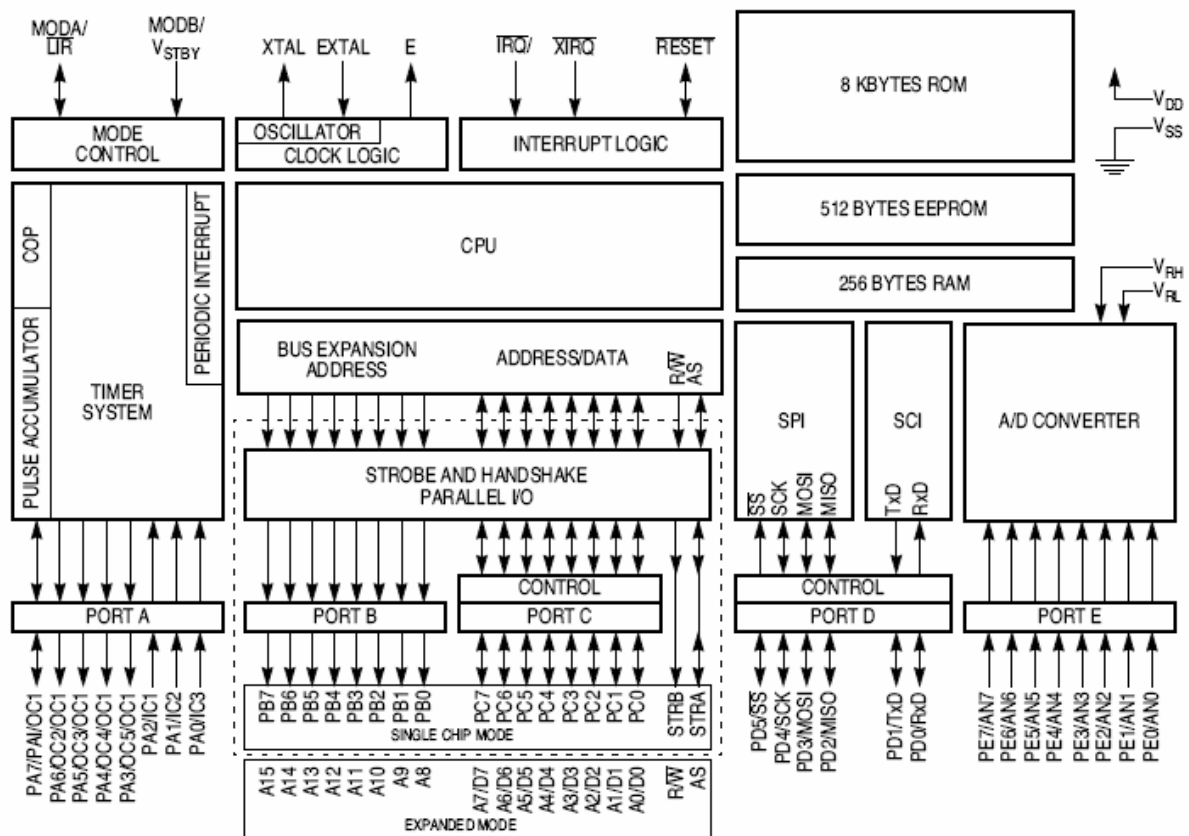 MODA/
LIR
MODB/
VSTBY
XTAL
EXTAL
E
IRQ/
XIRQ
RESET
8 KBYTES ROM
VDD
VSS
MODE
CONTROL
OSCILLATOR
CLOCK LOGIC
INTERRUPT LOGIC
COP
PERIODIC INTERRUPT
PULSE ACCUMULATOR
TIMER
SYSTEM
CPU
512 BYTES EEPROM
256 BYTES RAM
VRH
VRL
BUS EXPANSION
ADDRESS
ADDRESS/DATA
R/W
AS
SPI
SCI
A/D CONVERTER
STROBE AND HANDSHAKE
PARALLEL I/O
SS
SCK
MOSI
MISO
TxD
RxD
CONTROL
CONTROL
PORT A
PORT B
PORT C
PORT D
PORT E
PA7/PAI/OC1
PA6/OC2/OC1
PA5/OC3/OC1
PA4/OC4/OC1
PA3/OC5/OC1
PA2/IC1
PA1/IC2
PA0/IC3
PB7
PB6
PB5
PB4
PB3
PB2
PB1
PB0
PC7
PC6
PC5
PC4
PC3
PC2
PC1
PC0
STRB
STRA
SINGLE CHIP MODE
PD5/SS
PD4/SCK
PD3/MOSI
PD2/MISO
PD1/TxD
PD0/RxD
PE7/AN7
PE6/AN6
PE5/AN5
PE4/AN4
PE3/AN3
PE2/AN2
PE1/AN1
PE0/AN0
A15
A14
A13
A12
A11
A10
A9
A8
A7/D7
A6/D6
A5/D5
A4/D4
A3/D3
A2/D2
A1/D1
A0/D0
R/W
AS
EXPANDED MODE